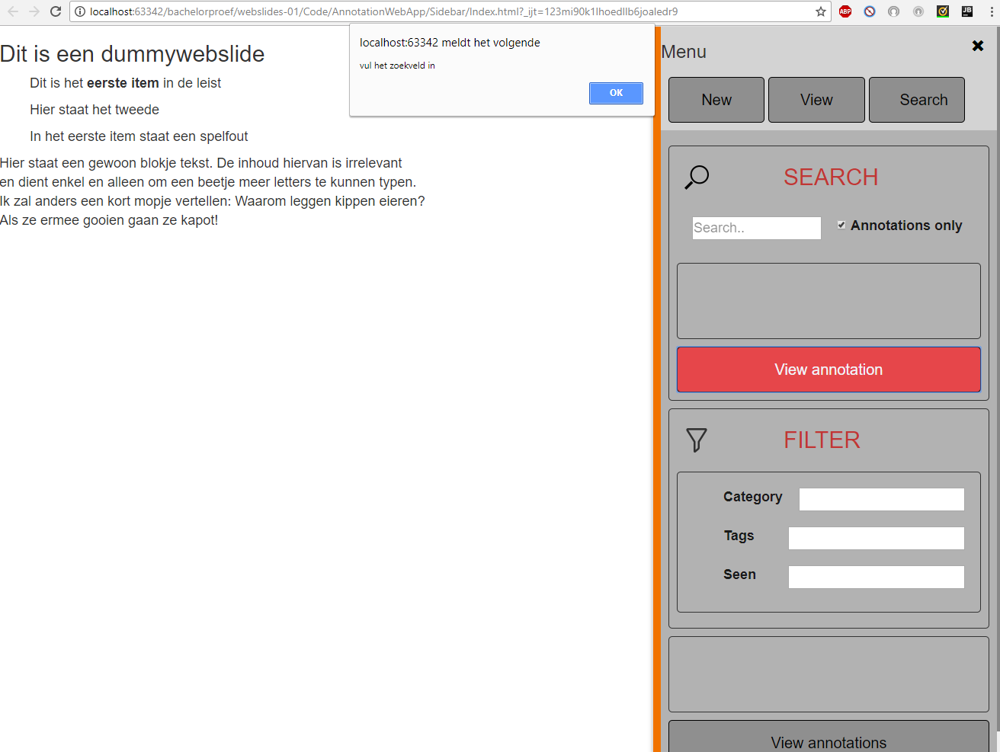 localhost:63342/bachelorproef/webslides-01/Code/AnnotationWebApp/Sidebar/Index.html?_ijt=123mi90k1lhoedllb6joaledr9
ABP
JB
localhost:63342 meldt het volgende
vul het zoekveld in
OK
Dit is een dummywebslide
Dit is het eerste item in de leist
Hier staat het tweede
In het eerste item staat een spelfout
Hier staat een gewoon blokje tekst. De inhoud hiervan is irrelevant
en dient enkel en alleen om een beetje meer letters te kunnen typen.
Ik zal anders een kort mopje vertellen: Waarom leggen kippen eieren?
Als ze ermee gooien gaan ze kapot!
Menu
New View Search
SEARCH
Search.. Annotations only
View annotation
FILTER
Category
Tags
Seen
View annotations